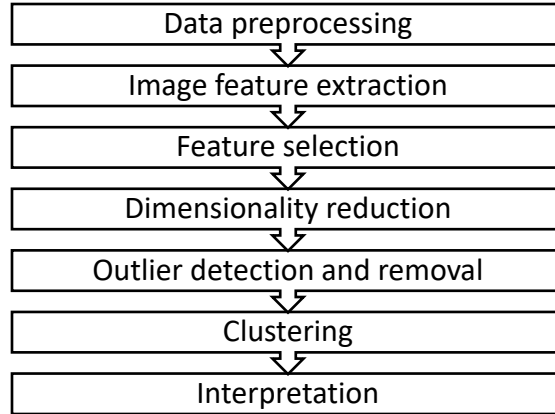 Data preprocessing
Image feature extraction
Feature selection
Dimensionality reduction
Outlier detection and removal
Clustering
Interpretation